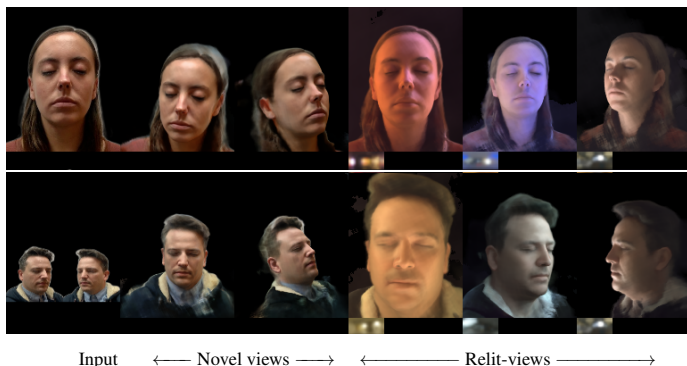 Input ←— Novel views —→ ←——— Relit-views ———→